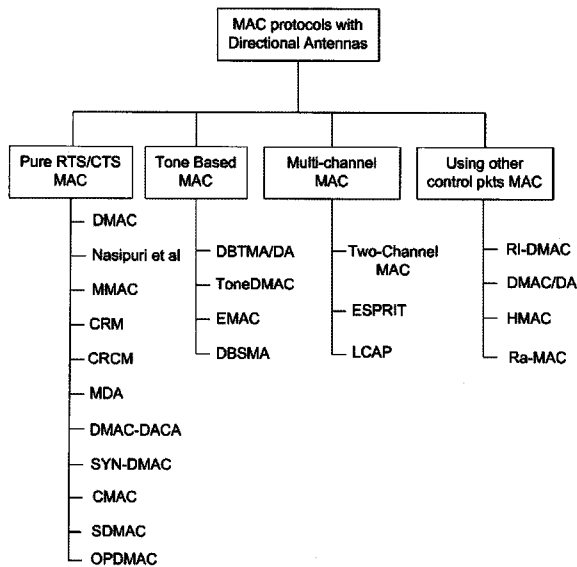 MAC protocols with
Directional Antennas
Pure RTS/CTS
MAC
DMAC
Nasipuri et al
MMAC
CRM
CRCM
MDA
DMAC-DACA
SYN-DMAC
CMAC
SDMAC
OPDMAC
Tone Based
MAC
DBTMA/DA
ToneDMAC
EMAC
DBSMA
Multi-channel
MAC
Two-Channel
MAC
ESPRIT
LCAP
Using other
control pkts MAC
RI-DMAC
DMAC/DA
HMAC
Ra-MAC